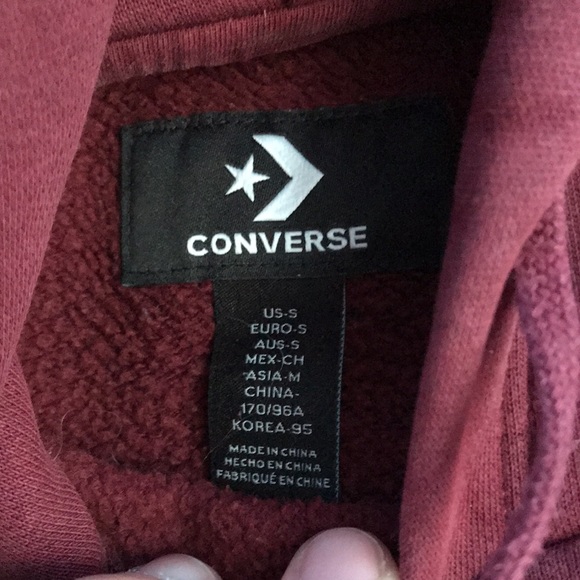 CONVERSE
US-S
EURO-S
AUS-S
MEX-CH
ASIA-M
CHINA-
170/96A
KOREA-95
MADE IN CHINA
HECHO EN CHINA
FABRIQUÉ EN CHINE